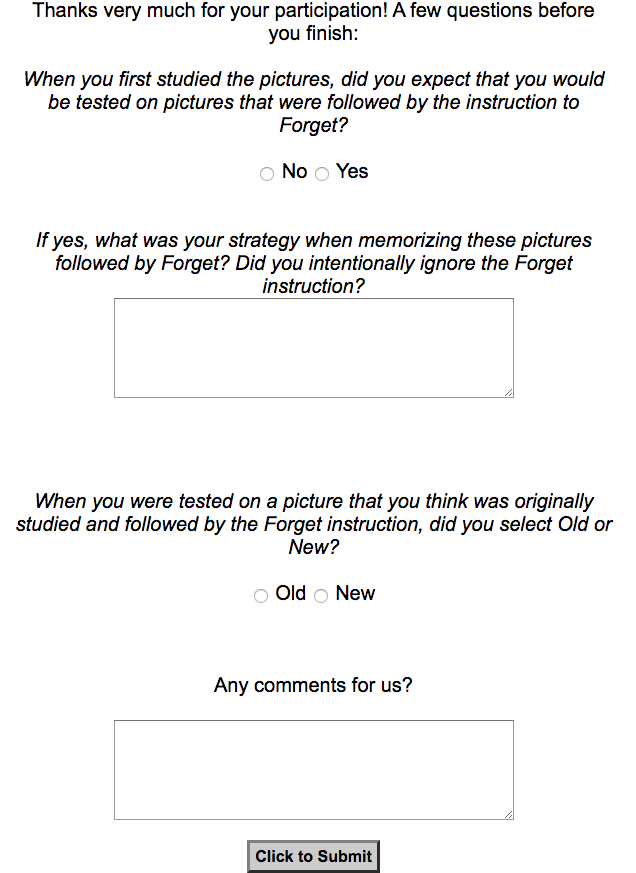 Thanks very much for your participation! A few questions before
you finish:
When you first studied the pictures, did you expect that you would
be tested on pictures that were followed by the instruction to
Forget?
No Yes
If yes, what was your strategy when memorizing these pictures
followed by Forget? Did you intentionally ignore the Forget
instruction?
When you were tested on a picture that you think was originally
studied and followed by the Forget instruction, did you select Old or
New?
Old New
Any comments for us?
Click to Submit